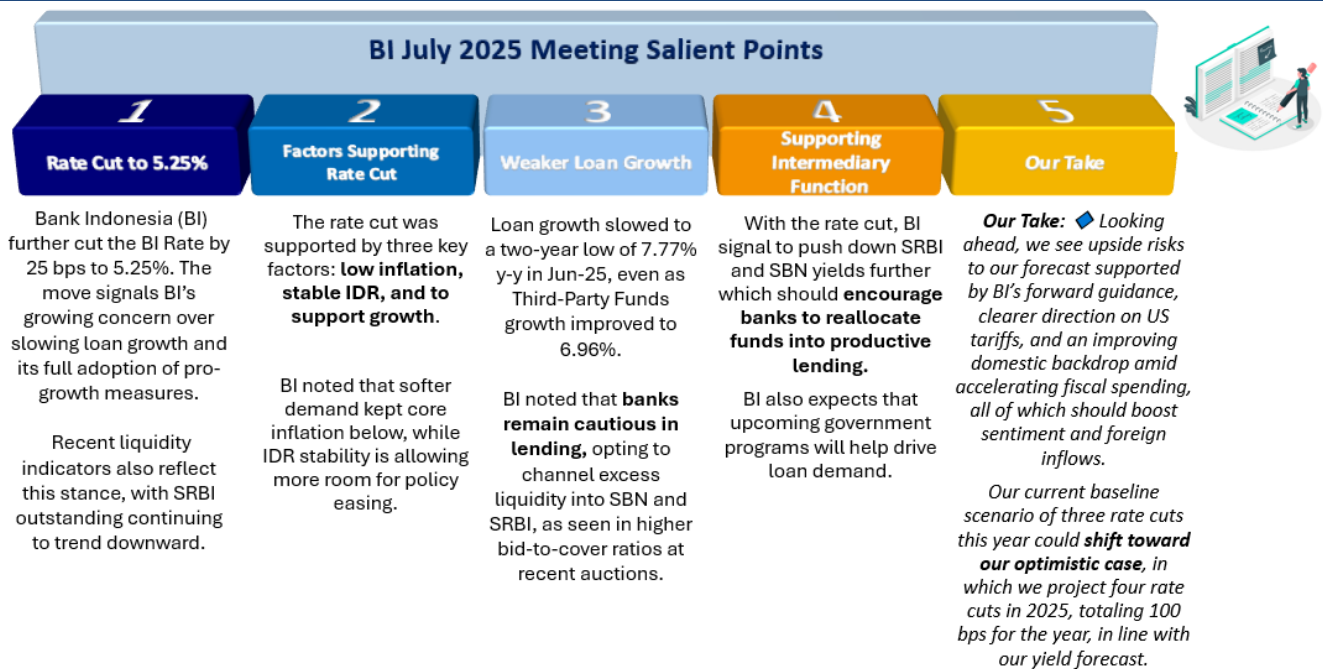 BI July 2025 Meeting Salient Points
1
Rate Cut to 5.25%
Bank Indonesia (BI)
further cut the BI Rate by
25 bps to 5.25%. The
move signals BI's
growing concern over
slowing loan growth and
its full adoption of pro-
growth measures.
Recent liquidity
indicators also reflect
this stance, with SRBI
outstanding continuing
to trend downward.
2
Factors Supporting
Rate Cut
The rate cut was
supported by three key
factors: low inflation,
stable IDR, and to
support growth.
BI noted that softer
demand kept core
inflation below, while
IDR stability is allowing
more room for policy
easing.
3
Weaker Loan Growth
Loan growth slowed to
a two-year low of 7.77%
y-y in Jun-25, even as
Third-Party Funds
growth improved to
6.96%.
BI noted that banks
remain cautious in
lending, opting to
channel excess
liquidity into SBN and
SRBI, as seen in higher
bid-to-cover ratios at
recent auctions.
4
Supporting
Intermediary
Function
With the rate cut, BI
signal to push down SRBI
and SBN yields further
which should encourage
banks to reallocate
funds into productive
lending.
BI also expects that
upcoming government
programs will help drive
loan demand.
5
Our Take
Our Take: Looking
ahead, we see upside risks
to our forecast supported
by BI's forward guidance,
clearer direction on US
tariffs, and an improving
domestic backdrop amid
accelerating fiscal spending,
all of which should boost
sentiment and foreign
inflows.
Our current baseline
scenario of three rate cuts
this year could shift toward
our optimistic case, in
which we project four rate
cuts in 2025, totaling 100
bps for the year, in line with
our yield forecast.